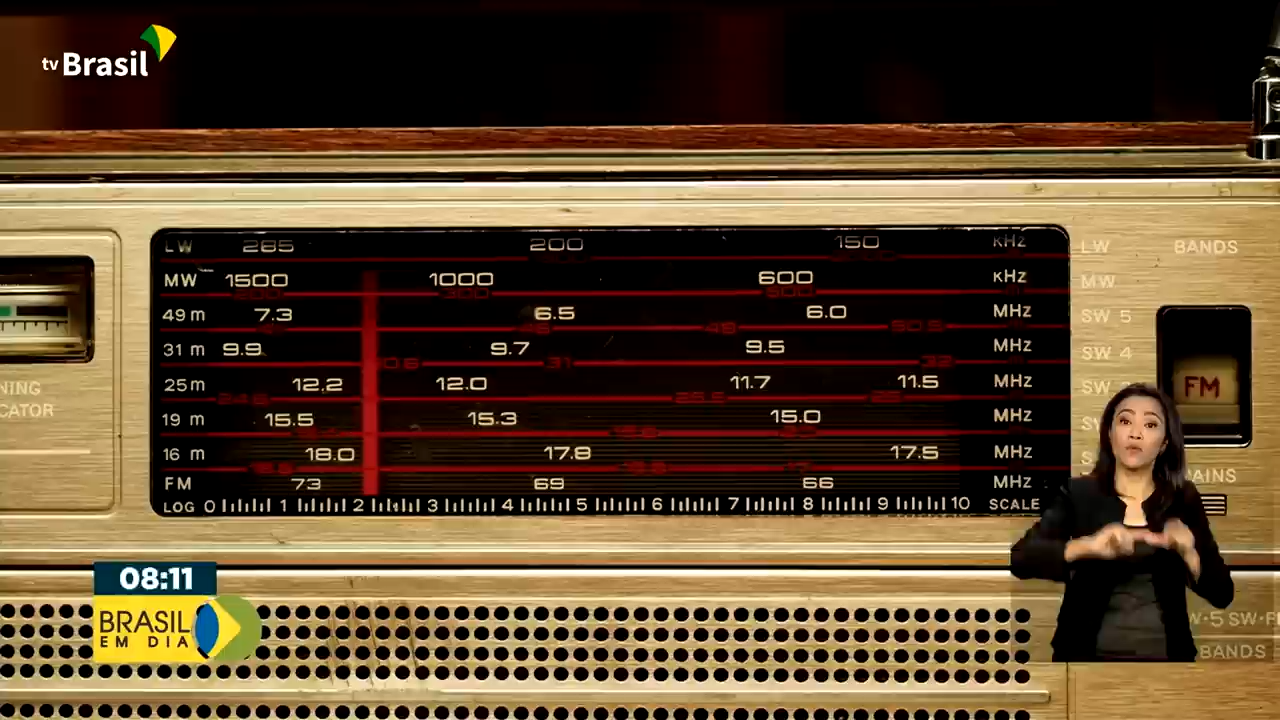 tv Brasil
LW 285 200 150 KHz
LW BANDS
MW 1500 1000 600 KHz
MW
49 m 7.3 6.5 6.0 MHz
SW 5
31 m 9.9 9.7 9.5 MHz
SW 4
25 m 12.2 12.0 11.7 11.5 MHz
SW
FM
NING
CATOR
19 m 15.5 15.3 15.0 MHz
16 m 18.0 17.8 17.5 MHz
FM 73 69 66 MHz
LOG 0 1 2 3 4 5 6 7 8 9 10 SCALE
08:11
BRASIL
EM DIA
BANDS